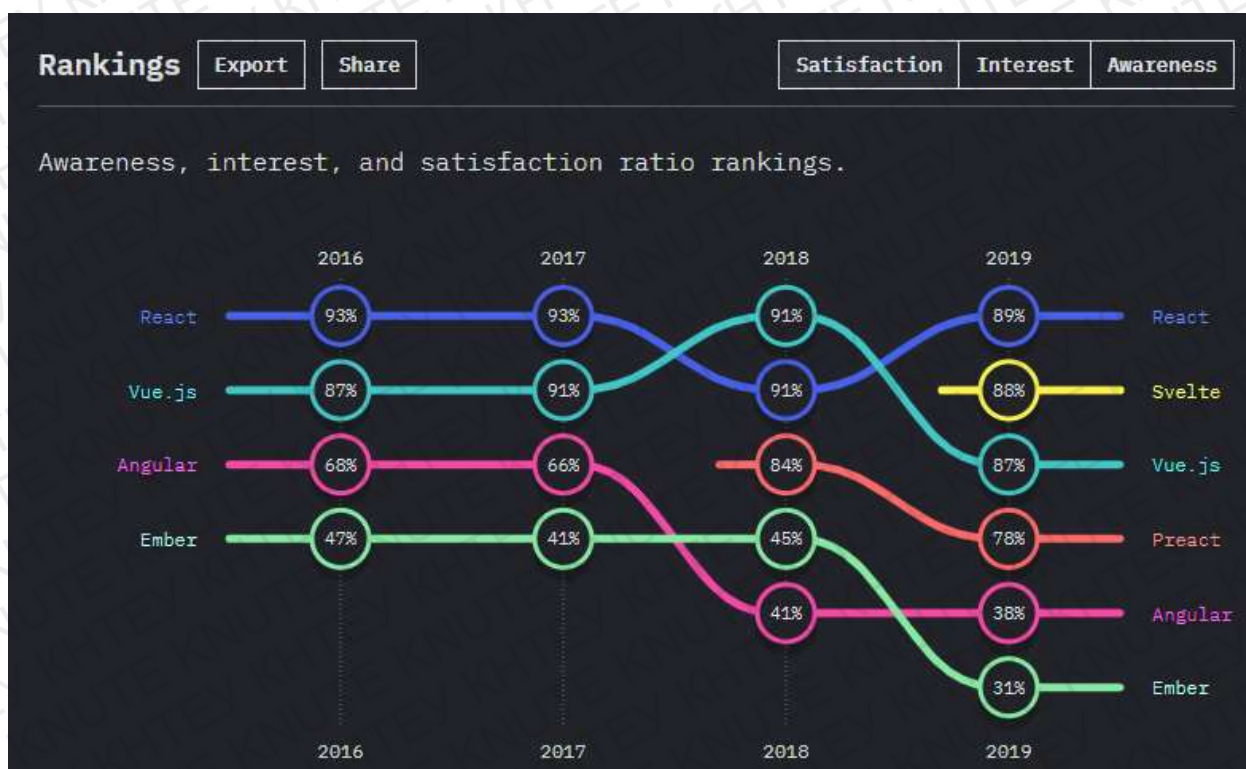 Rankings Export Share Satisfaction Interest Awareness
Awareness, interest, and satisfaction ratio rankings.
2016 2017 2018 2019
React 93% 93% 91% 89% React
Vue.js 87% 91% 91% 88% Svelte
Angular 68% 66% 84% 87% Vue.js
Ember 47% 41% 45% 78% Preact
41% 38% Angular
31% Ember
2016 2017 2018 2019